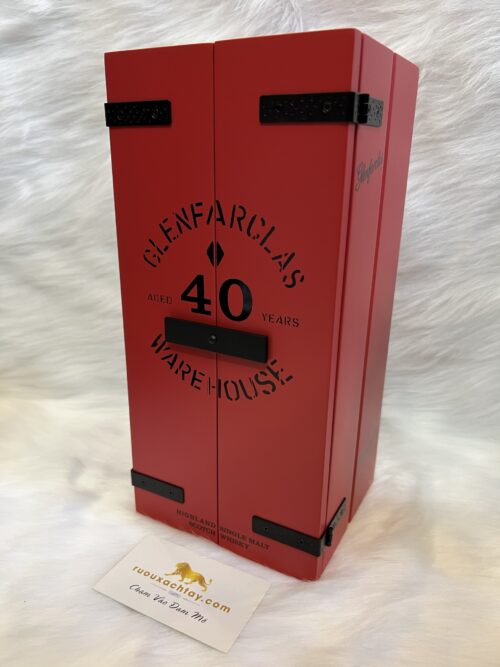 GLENFARCLAS
AGED 40 YEARS
WAREHOUSE
HIGHLAND SINGLE MALT
SCOTCH WHISKY
Glenfarclas
ruouxachtay.com
Chạm Vào Đam Mê